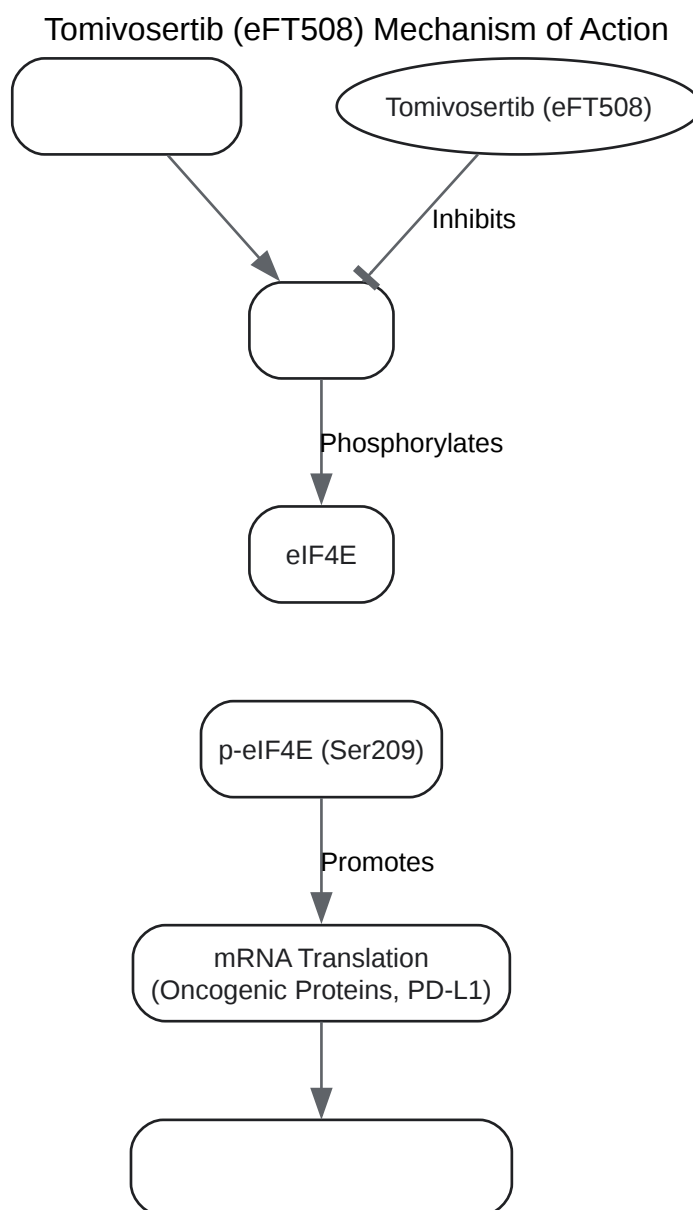 Tomivosertib (eFT508) Mechanism of Action
Tomivosertib (eFT508)
Inhibits
Phosphorylates
eIF4E
p-eIF4E (Ser209)
Promotes
mRNA Translation
(Oncogenic Proteins, PD-L1)